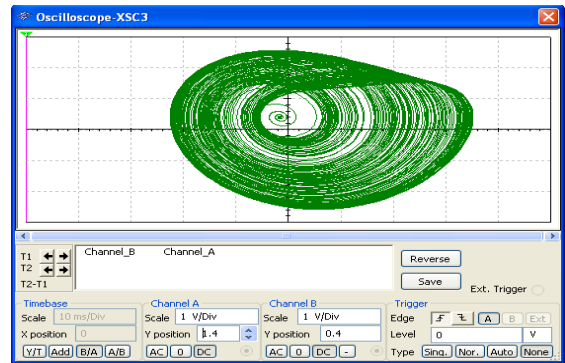 Oscilloscope-XSC3
T1
T2
T2-T1
Channel_B Channel_A
Reverse
Save
Ext. Trigger
Timebase
Scale 10 ms/Div
X position 0
Y/T Add B/A A/B
Channel A
Scale 1 V/Div
Y position 1.4
AC 0 DC
Channel B
Scale 1 V/Div
Y position 0.4
AC 0 DC -
Trigger
Edge A B Ext
Level 0 V
Type Sing. Nor. Auto None